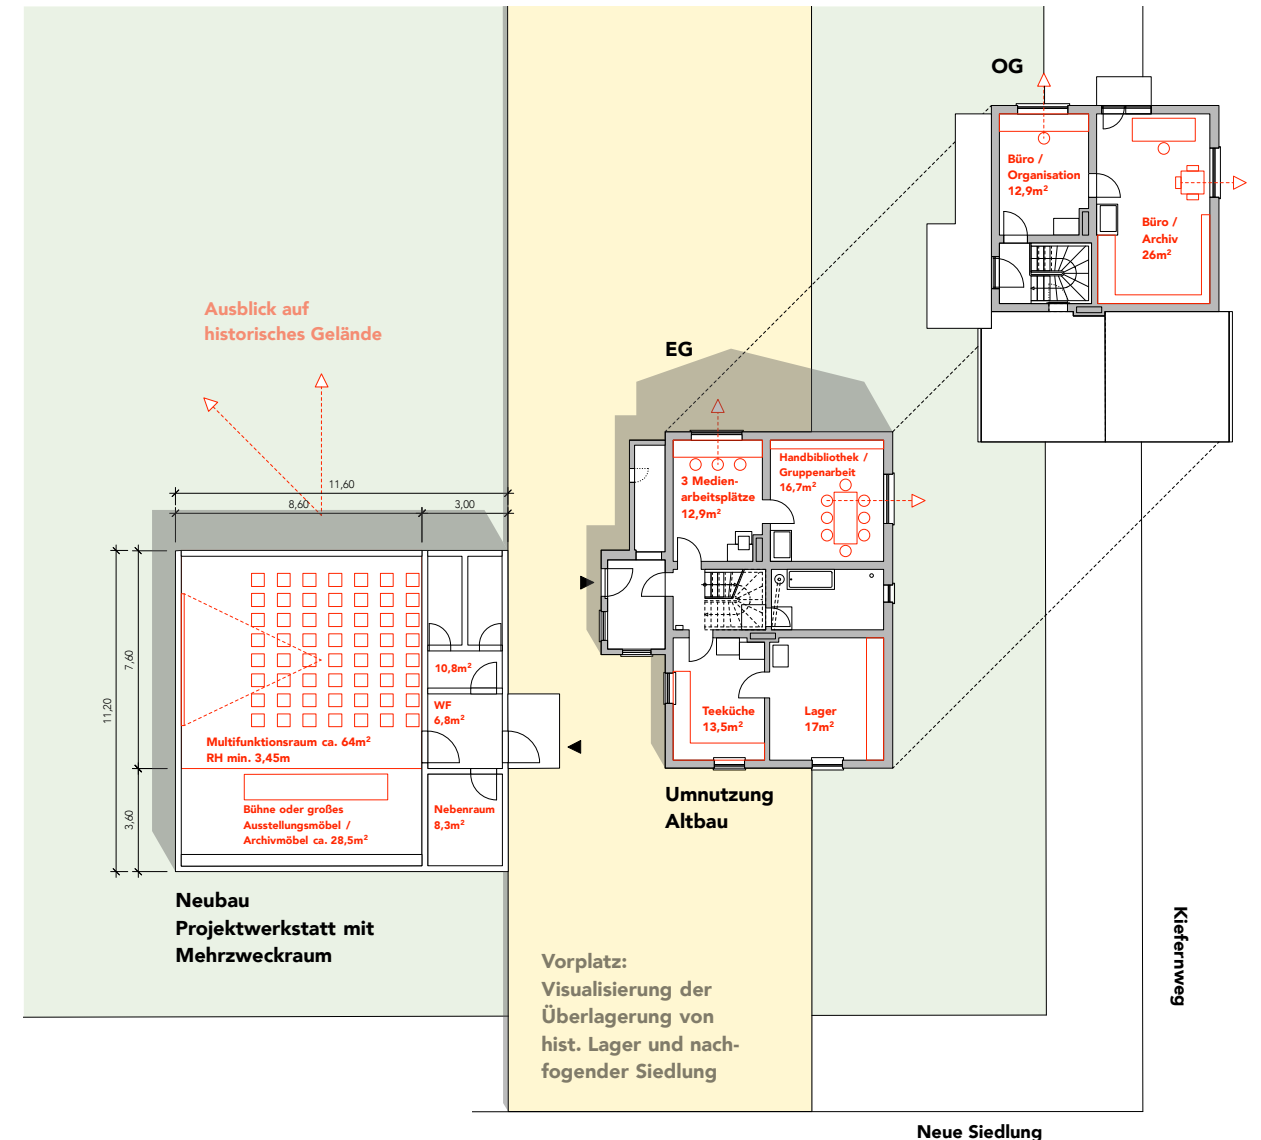 OG
Büro /
Organisation
12,9m²
Büro /
Archiv
26m²
Ausblick auf
historisches Gelände
EG
3 Medien-
arbeitsplätze
12,9m²
Handbibliothek /
Gruppenarbeit
16,7m²
11,60
8,60
3,00
7,60
11,20
3,60
10,8m²
WF
6,8m²
Multifunktionsraum ca. 64m²
RH min. 3,45m
Bühne oder großes
Ausstellungsmöbel /
Archivmöbel ca. 28,5m²
Nebenraum
8,3m²
Teeküche
13,5m²
Lager
17m²
Umnutzung
Altbau
Neubau
Projektwerkstatt mit
Mehrzweckraum
Vorplatz:
Visualisierung der
Überlagerung von
hist. Lager und nach-
fogender Siedlung
Kiefernweg
Neue Siedlung